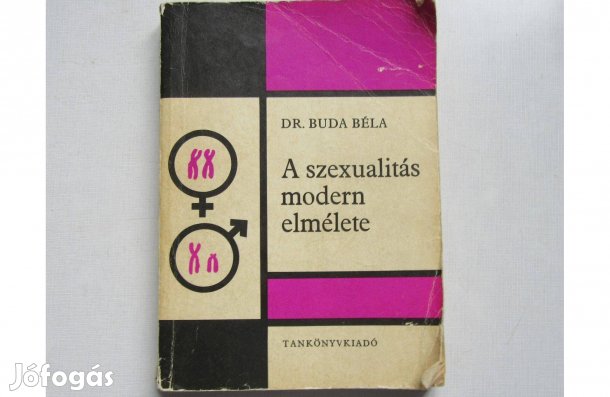 DR. BUDA BÉLA
A szexualitás
modern
elmélete
TANKÖNYVKIADÓ
Jófogás